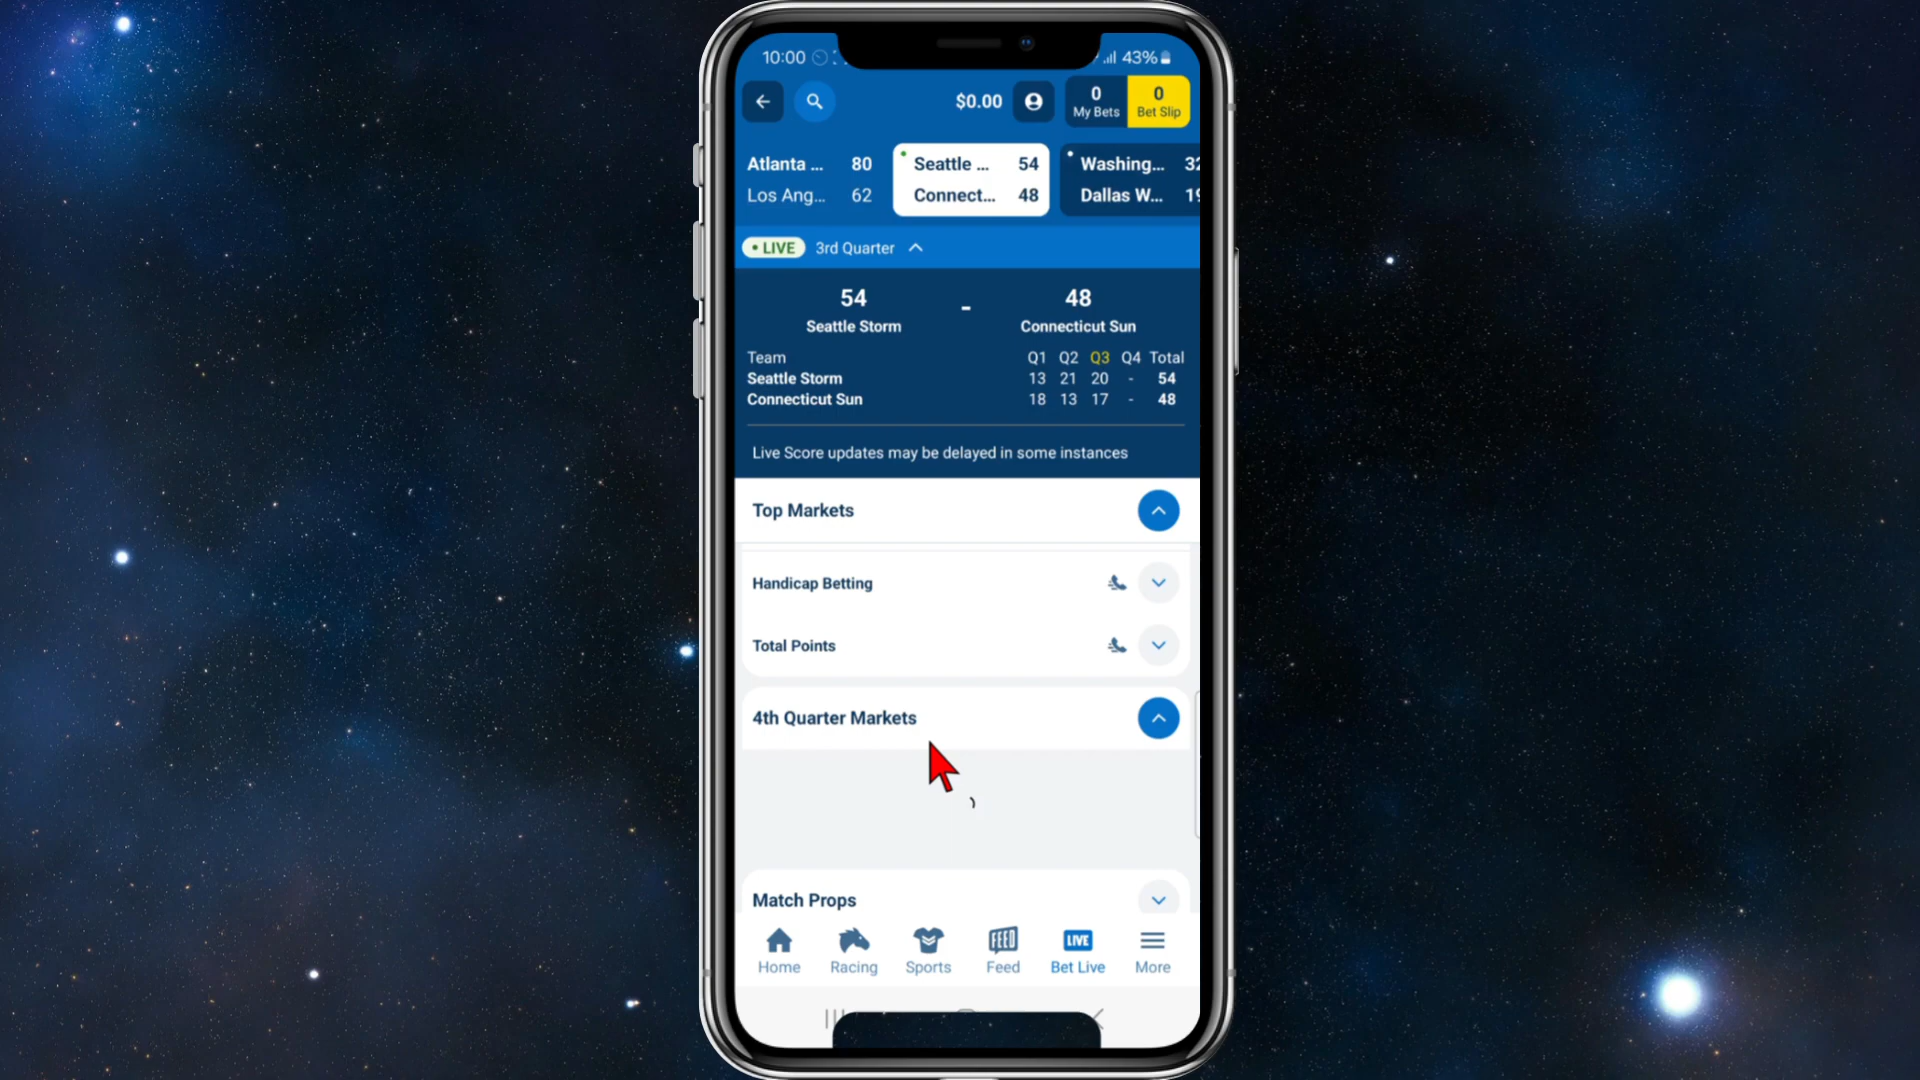 10:00 43%
$0.00
0 My Bets
0 Bet Slip
Atlanta ... 80
Los Ang... 62
Seattle ... 54
Connect... 48
Washing... 32
Dallas W... 19
• LIVE 3rd Quarter
54 - 48
Seattle Storm Connecticut Sun
Team Q1 Q2 Q3 Q4 Total
Seattle Storm 13 21 20 - 54
Connecticut Sun 18 13 17 - 48
Live Score updates may be delayed in some instances
Top Markets
Handicap Betting
Total Points
4th Quarter Markets
Match Props
FEED LIVE
Home Racing Sports Feed Bet Live More